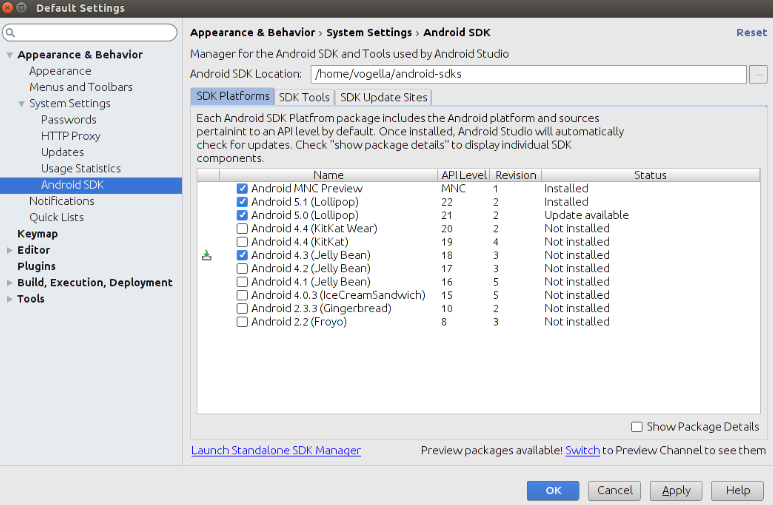 Default Settings
Appearance & Behavior
Appearance
Menus and Toolbars
System Settings
Passwords
HTTP Proxy
Updates
Usage Statistics
Android SDK
Notifications
Quick Lists
Keymap
Editor
Plugins
Build, Execution, Deployment
Tools
Appearance & Behavior › System Settings › Android SDK
Reset
Manager for the Android SDK and Tools used by Android Studio
Android SDK Location: /home/vogella/android-sdks ...
SDK Platforms SDK Tools SDK Update Sites
Each Android SDK Platfrom package includes the Android platform and sources
pertainint to an API level by default. Once installed, Android Studio will automatically
check for updates. Check "show package details" to display individual SDK
components.
Name API Level Revision Status
Android MNC Preview MNC 1 Installed
Android 5.1 (Lollipop) 22 2 Installed
Android 5.0 (Lollipop) 21 2 Update available
Android 4.4 (KitKat Wear) 20 2 Not installed
Android 4.4 (KitKat) 19 4 Not installed
Android 4.3 (Jelly Bean) 18 3 Not installed
Android 4.2 (Jelly Bean) 17 3 Not installed
Android 4.1 (Jelly Bean) 16 5 Not installed
Android 4.0.3 (IceCreamSandwich) 15 5 Not installed
Android 2.3.3 (Gingerbread) 10 2 Not installed
Android 2.2 (Froyo) 8 3 Not installed
Show Package Details
Launch Standalone SDK Manager
Preview packages available! Switch to Preview Channel to see them
OK Cancel Apply Help